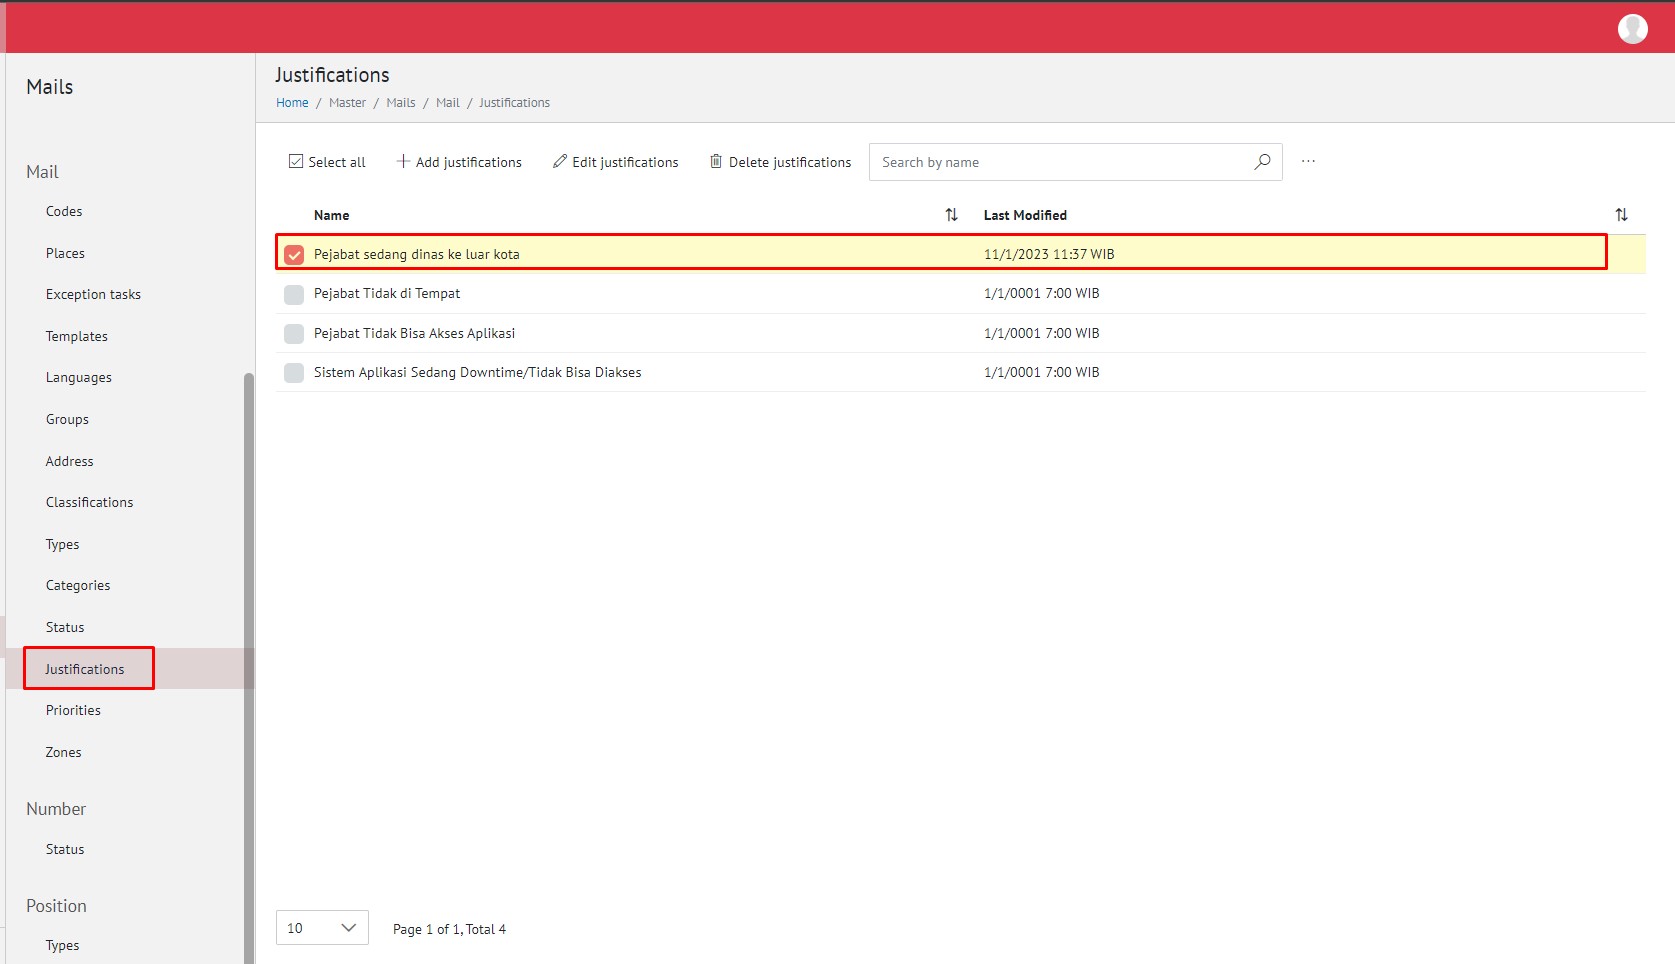 Mails
Mail
Codes
Places
Exception tasks
Templates
Languages
Groups
Address
Classifications
Types
Categories
Status
Justifications
Priorities
Zones
Number
Status
Position
Types
Justifications
Home / Master / Mails / Mail / Justifications
Select all Add justifications Edit justifications Delete justifications Search by name ...
Name Last Modified
Pejabat sedang dinas ke luar kota 11/1/2023 11:37 WIB
Pejabat Tidak di Tempat 1/1/0001 7:00 WIB
Pejabat Tidak Bisa Akses Aplikasi 1/1/0001 7:00 WIB
Sistem Aplikasi Sedang Downtime/Tidak Bisa Diakses 1/1/0001 7:00 WIB
10 Page 1 of 1, Total 4